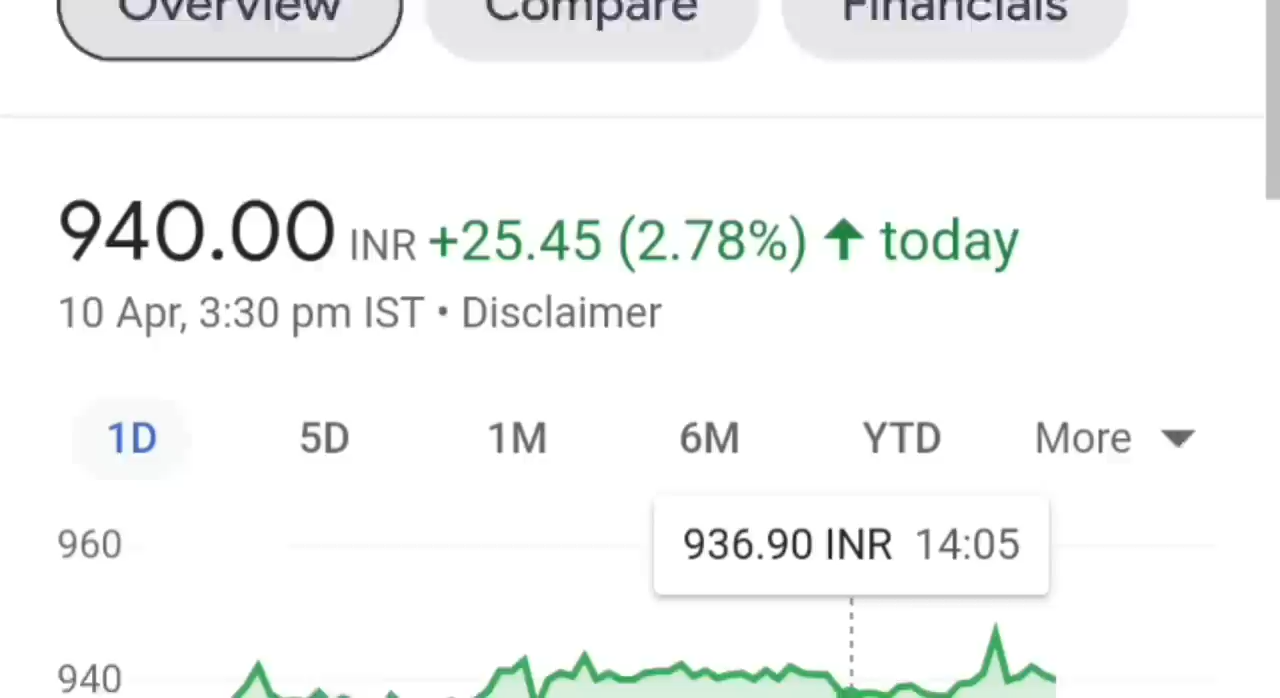 Overview Compare Financials
940.00 INR +25.45 (2.78%) ↑ today
10 Apr, 3:30 pm IST • Disclaimer
1D 5D 1M 6M YTD More
936.90 INR 14:05
960
940